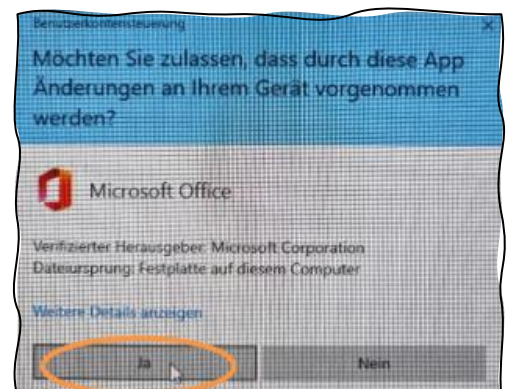 Benutzerkontensteuerung
Möchten Sie zulassen, dass durch diese App
Änderungen an Ihrem Gerät vorgenommen
werden?
Microsoft Office
Verifizierter Herausgeber: Microsoft Corporation
Dateiursprung: Festplatte auf diesem Computer
Weitere Details anzeigen
Ja
Nein